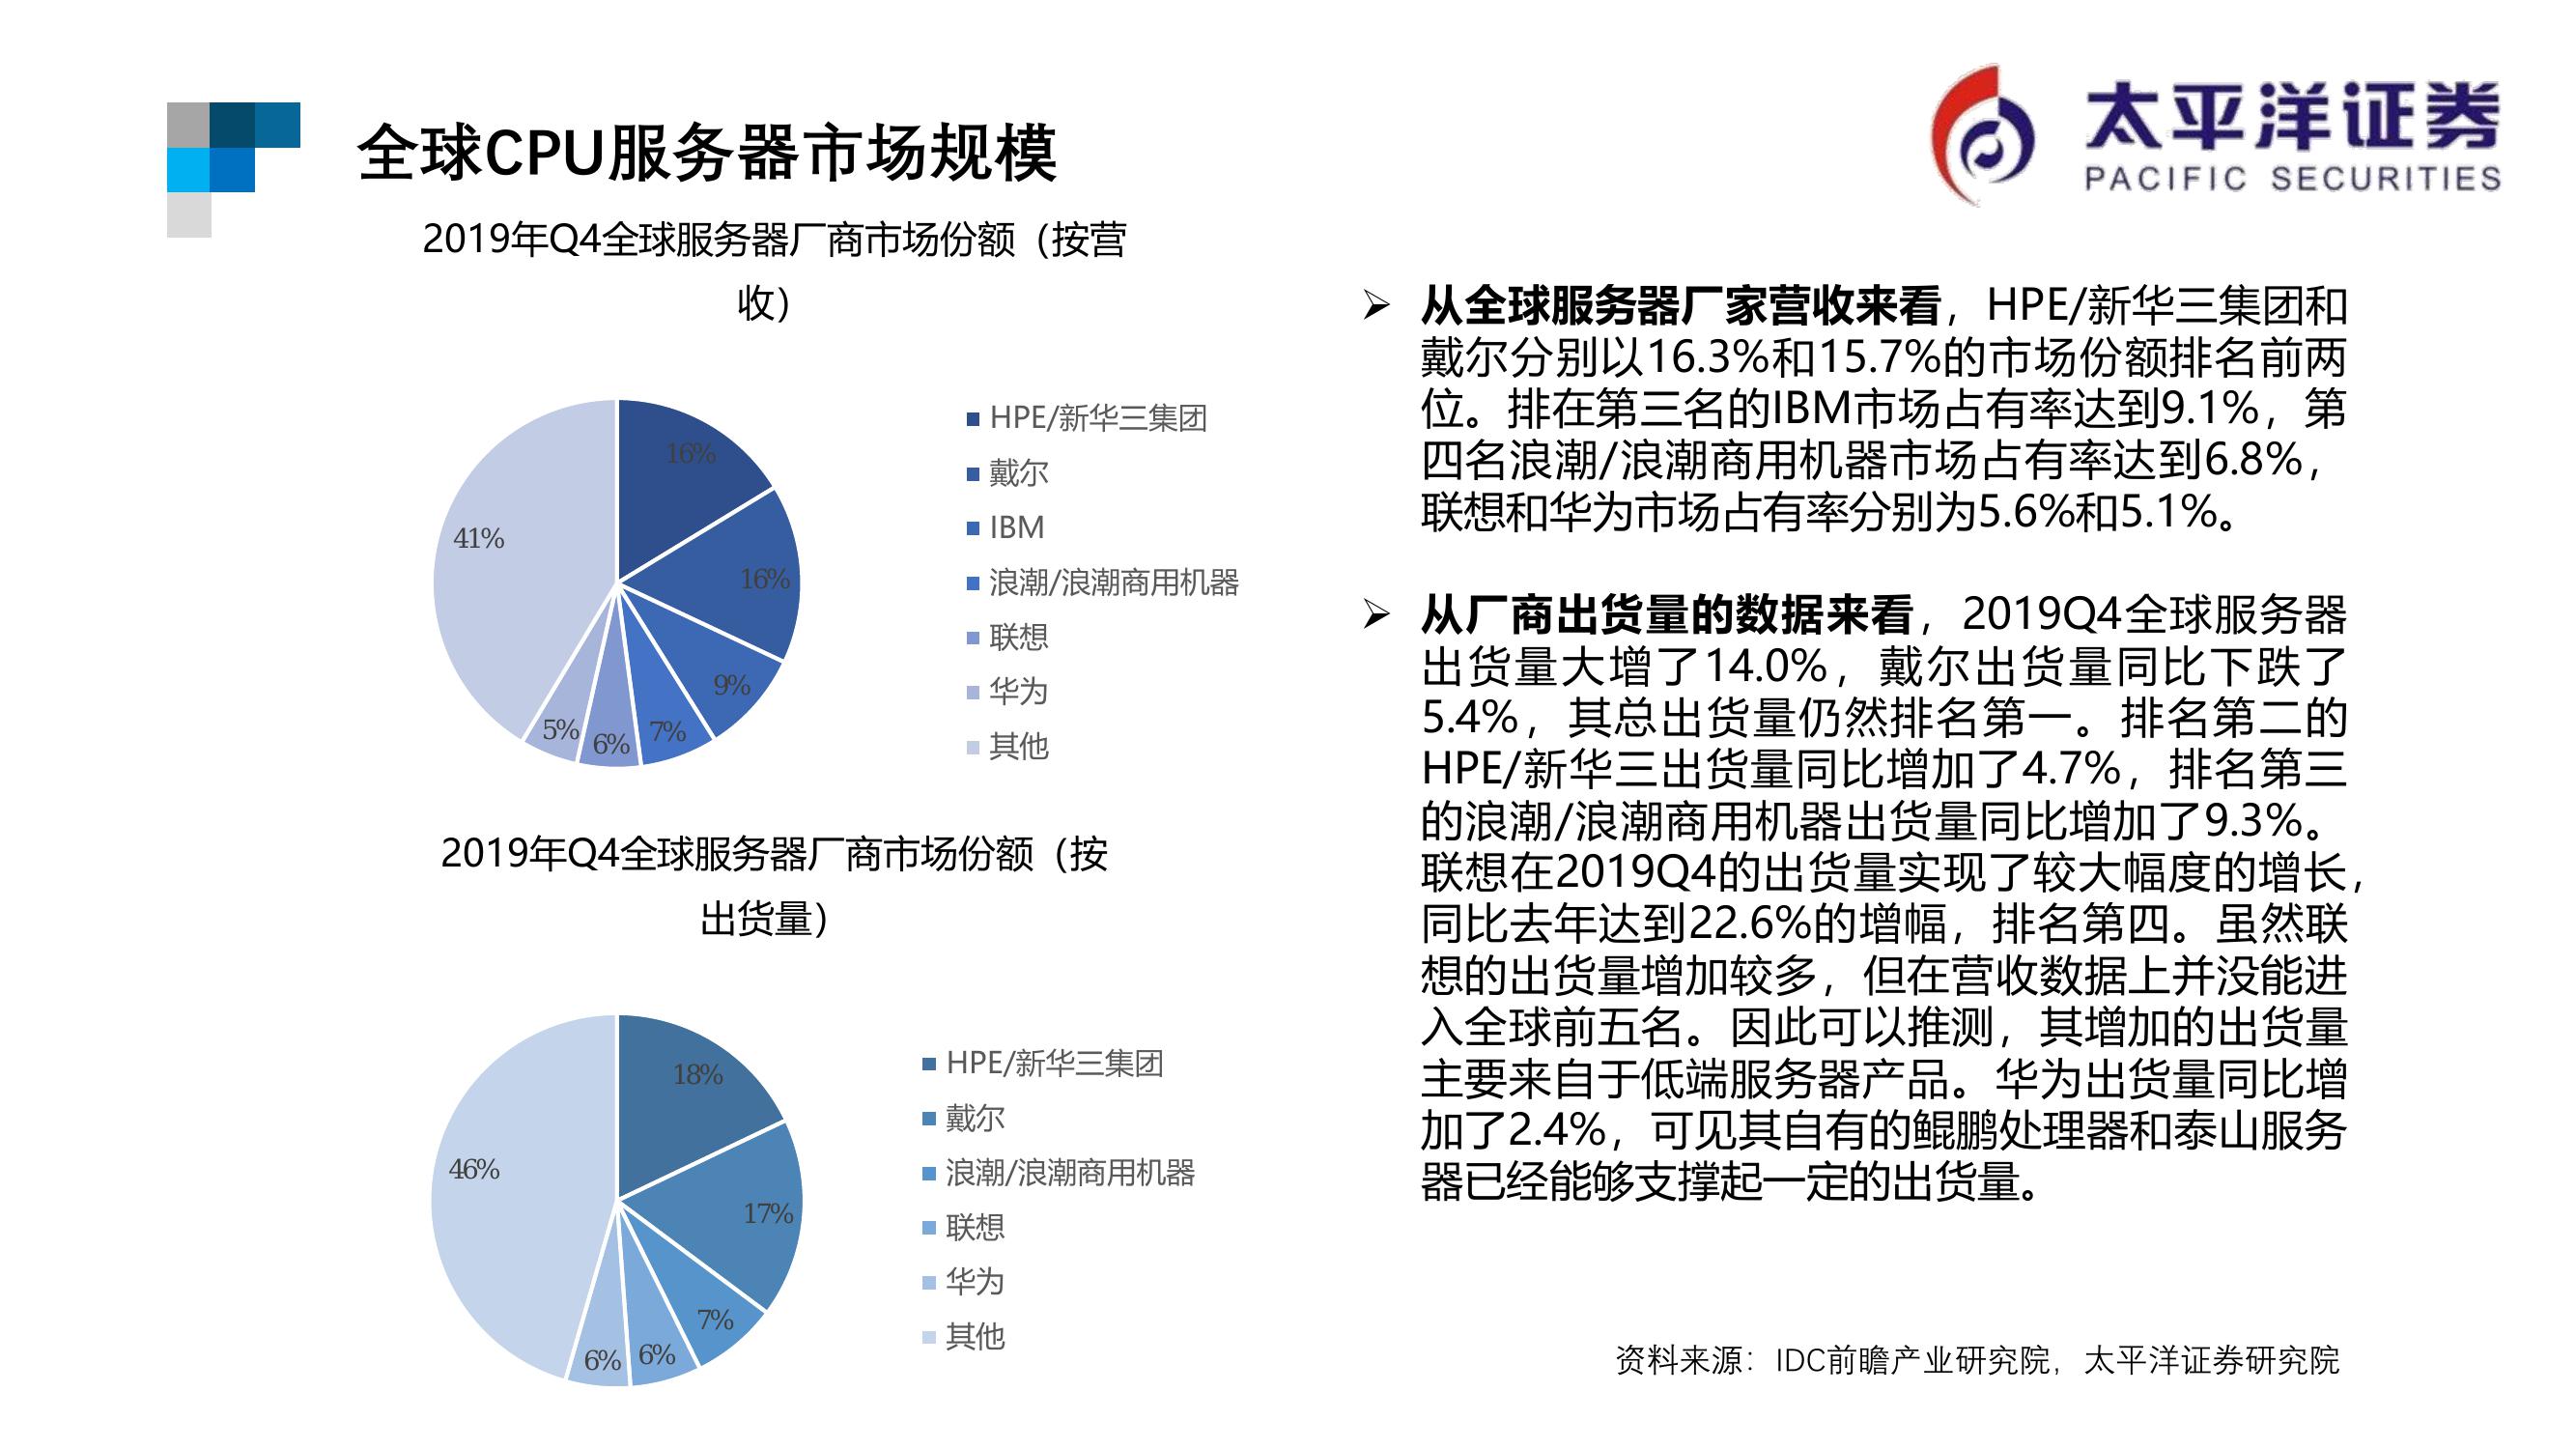 全球CPU服务器市场规模
太平洋证券
PACIFIC SECURITIES
2019年Q4全球服务器厂商市场份额（按营
收）
16%
16%
9%
7%
6%
5%
41%
HPE/新华三集团
戴尔
IBM
浪潮/浪潮商用机器
联想
华为
其他
2019年Q4全球服务器厂商市场份额（按
出货量）
18%
17%
7%
6%
6%
46%
HPE/新华三集团
戴尔
浪潮/浪潮商用机器
联想
华为
其他
➢ 从全球服务器厂家营收来看，HPE/新华三集团和
戴尔分别以16.3%和15.7%的市场份额排名前两
位。排在第三名的IBM市场占有率达到9.1%，第
四名浪潮/浪潮商用机器市场占有率达到6.8%，
联想和华为市场占有率分别为5.6%和5.1%。
➢ 从厂商出货量的数据来看，2019Q4全球服务器
出货量大增了14.0%，戴尔出货量同比下跌了
5.4%，其总出货量仍然排名第一。排名第二的
HPE/新华三出货量同比增加了4.7%，排名第三
的浪潮/浪潮商用机器出货量同比增加了9.3%。
联想在2019Q4的出货量实现了较大幅度的增长，
同比去年达到22.6%的增幅，排名第四。虽然联
想的出货量增加较多，但在营收数据上并没能进
入全球前五名。因此可以推测，其增加的出货量
主要来自于低端服务器产品。华为出货量同比增
加了2.4%，可见其自有的鲲鹏处理器和泰山服务
器已经能够支撑起一定的出货量。
资料来源：IDC前瞻产业研究院，太平洋证券研究院